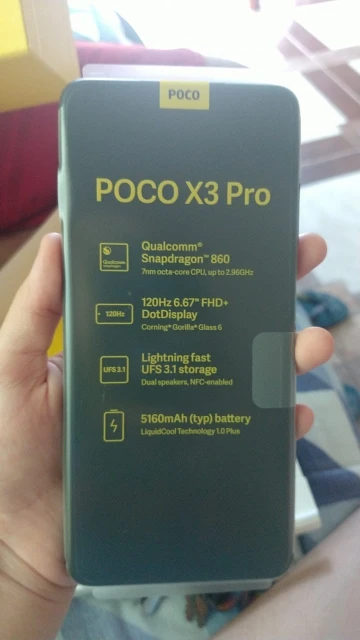 POCO
POCO X3 Pro
Qualcomm
snapdragon
Qualcomm®
Snapdragon™ 860
7nm octa-core CPU, up to 2.96GHz
120Hz
120Hz 6.67" FHD+
DotDisplay
Corning® Gorilla® Glass 6
UFS 3.1
Lightning fast
UFS 3.1 storage
Dual speakers, NFC-enabled
5160mAh (typ) battery
LiquidCool Technology 1.0 Plus